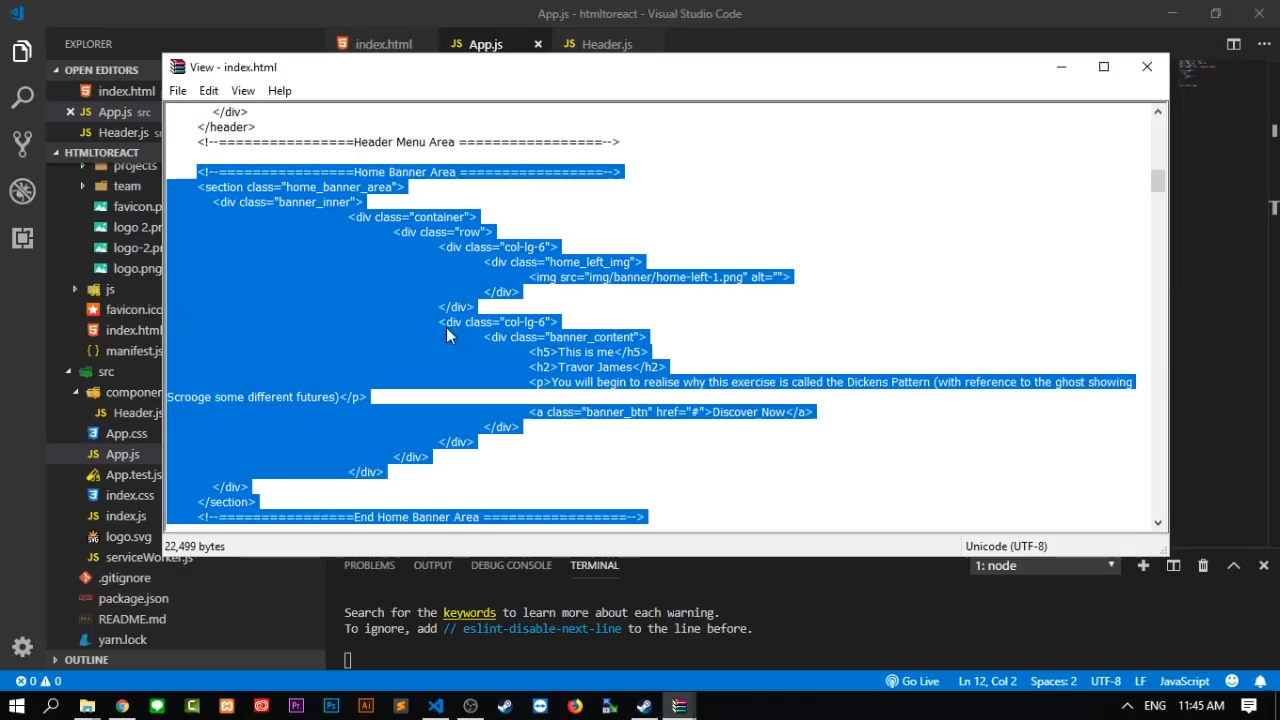 App.js - htmltoreact - Visual Studio Code
EXPLORER
index.html
App.js
Header.js
OPEN EDITORS
index.html
App.js src
Header.js
HTMLTOREACT
projects
team
favicon.p
logo 2.pn
logo-2.pn
logo.png
js
favicon.ico
index.html
manifest.js
src
componen
Header.js
App.css
App.js
App.test.js
index.css
index.js
logo.svg
serviceWorker.js
.gitignore
package.json
README.md
yarn.lock
OUTLINE
View - index.html
File Edit View Help
</div>
</header>
<!--================Header Menu Area =================-->
<!--================Home Banner Area =================-->
<section class="home_banner_area">
<div class="banner_inner">
<div class="container">
<div class="row">
<div class="col-lg-6">
<div class="home_left_img">
<img src="img/banner/home-left-1.png" alt="">
</div>
</div>
<div class="col-lg-6">
<div class="banner_content">
<h5>This is me</h5>
<h2>Travor James</h2>
<p>You will begin to realise why this exercise is called the Dickens Pattern (with reference to the ghost showing
Scrooge some different futures)</p>
<a class="banner_btn" href="#">Discover Now</a>
</div>
</div>
</div>
</div>
</div>
</section>
<!--================End Home Banner Area =================-->
22,499 bytes
Unicode (UTF-8)
PROBLEMS OUTPUT DEBUG CONSOLE TERMINAL
1: node
Search for the keywords to learn more about each warning.
To ignore, add // eslint-disable-next-line to the line before.
0 0
Go Live Ln 12, Col 2 Spaces: 2 UTF-8 LF JavaScript
ENG 11:45 AM